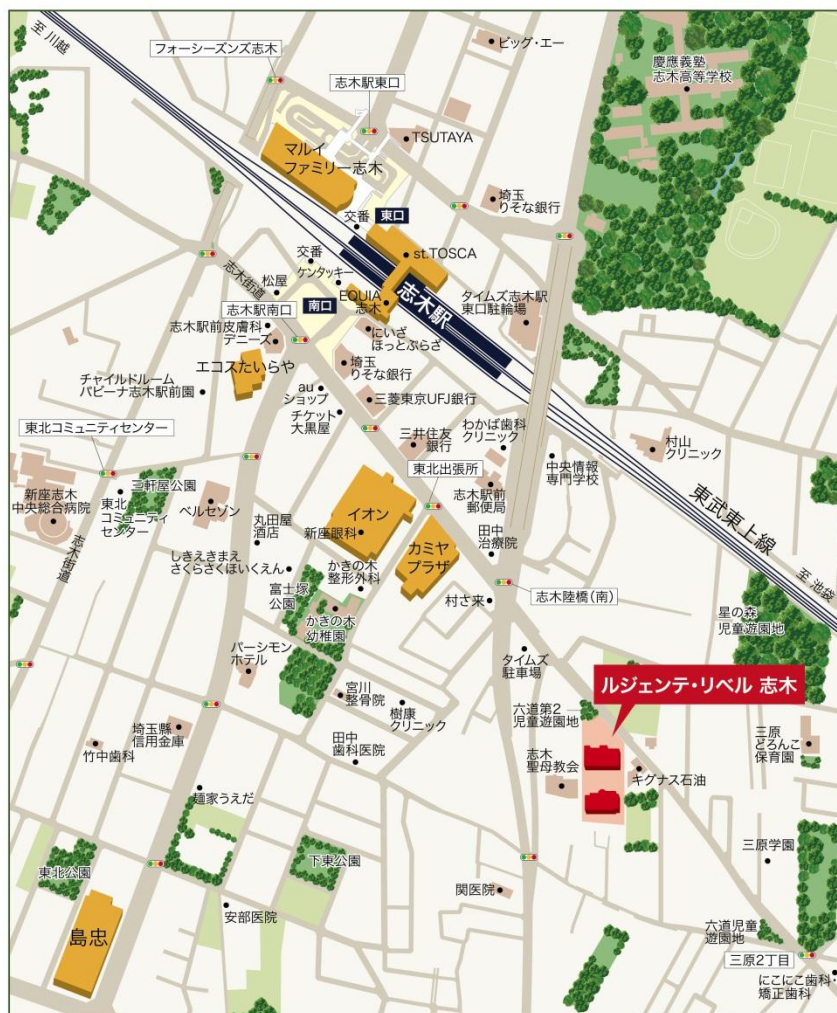 至 川越
フォーシーズンズ志木
ビッグ・エー
志木駅東口
慶應義塾
志木高等学校
TSUTAYA
マルイ
ファミリー志木
埼玉
りそな銀行
交番
東口
交番
st.TOSCA
ケンタッキー
志木街道
松屋
EQUIA
志木
南口
志木駅
タイムズ志木駅
東口駐輪場
志木駅南口
志木駅前皮膚科
デニーズ
にいざ
ほっとぷらざ
エコスたいらや
埼玉
りそな銀行
チャイルドルーム
バビーナ志木駅前園
au
ショップ
三菱東京UFJ銀行
チケット
大黒屋
わかば歯科
クリニック
東北コミュニティセンター
三井住友
銀行
村山
クリニック
東北出張所
中央情報
専門学校
三軒屋公園
新座志木
中央総合病院
東北
コミュニティ
センター
ベルセゾン
志木駅前
郵便局
東武東上線
丸田屋
酒店
イオン
新座眼科
カミヤ
プラザ
田中
治療院
志木街道
しきえきまえ
さくらさくほいくえん
かきの木
整形外科
至 池袋
富士塚
公園
村さ来
志木陸橋(南)
かきの木
幼稚園
星の森
児童遊園地
パーシモン
ホテル
タイムズ
駐車場
ルジェンテ・リベル 志木
宮川
整骨院
六道第2
児童遊園地
樹康
クリニック
埼玉縣
信用金庫
田中
歯科医院
三原
どろんこ
保育園
竹中歯科
志木
聖母教会
キグナス石油
麺家うえだ
三原学園
東北公園
下東公園
関医院
安部医院
六道児童
遊園地
島忠
三原2丁目
にこにこ歯科・
矯正歯科